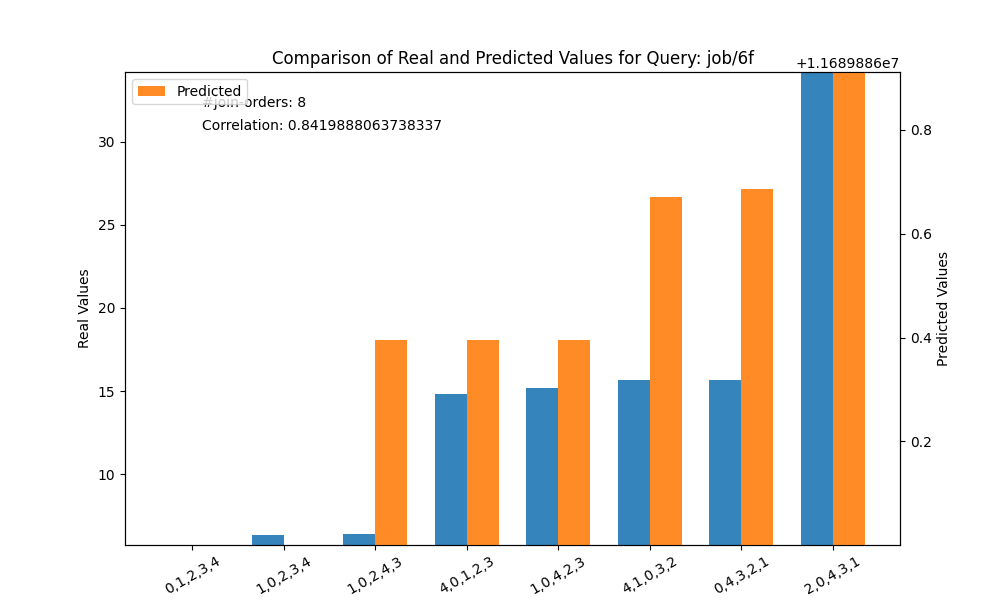 Comparison of Real and Predicted Values for Query: job/6f
+1.1689886e7
Predicted
#join-orders: 8
Correlation: 0.8419888063738337
30
25
20
15
10
Real Values
0.8
0.6
0.4
0.2
Predicted Values
0,1,2,3,4
1,0,2,3,4
1,0,2,4,3
4,0,1,2,3
1,0,4,2,3
4,1,0,3,2
0,4,3,2,1
2,0,4,3,1